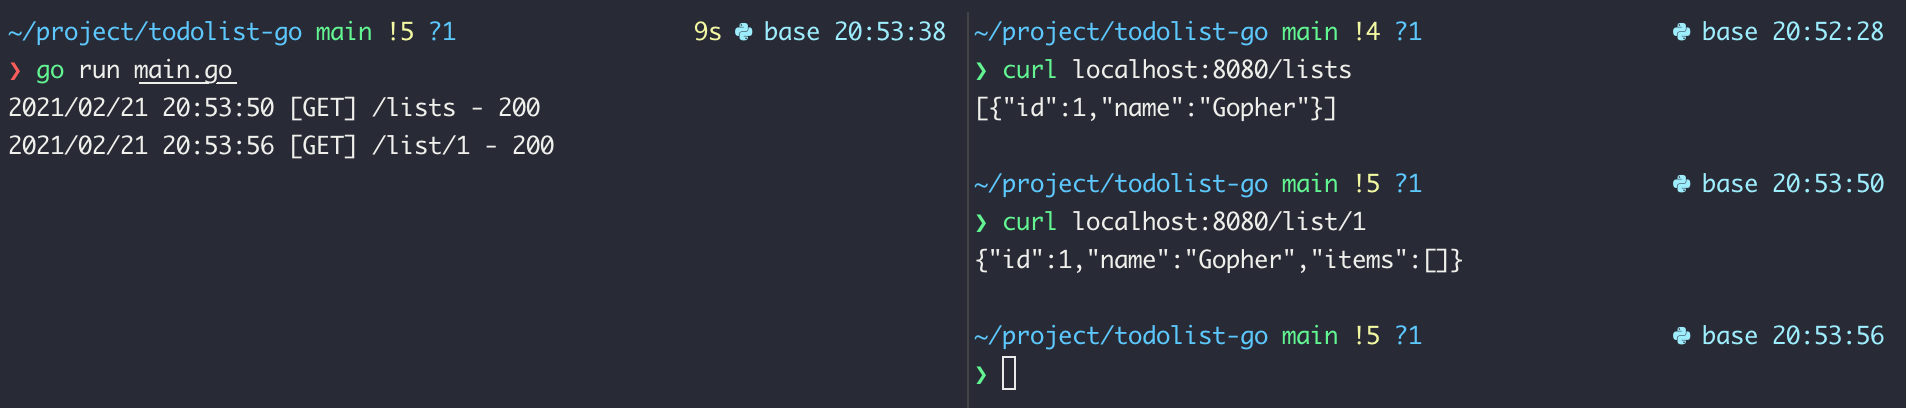 ~/project/todolist-go main !5 ?1 9s base 20:53:38
❯ go run main.go
2021/02/21 20:53:50 [GET] /lists - 200
2021/02/21 20:53:56 [GET] /list/1 - 200
~/project/todolist-go main !4 ?1 base 20:52:28
❯ curl localhost:8080/lists
[{"id":1,"name":"Gopher"}]
~/project/todolist-go main !5 ?1 base 20:53:50
❯ curl localhost:8080/list/1
{"id":1,"name":"Gopher","items":[]}
~/project/todolist-go main !5 ?1 base 20:53:56
❯